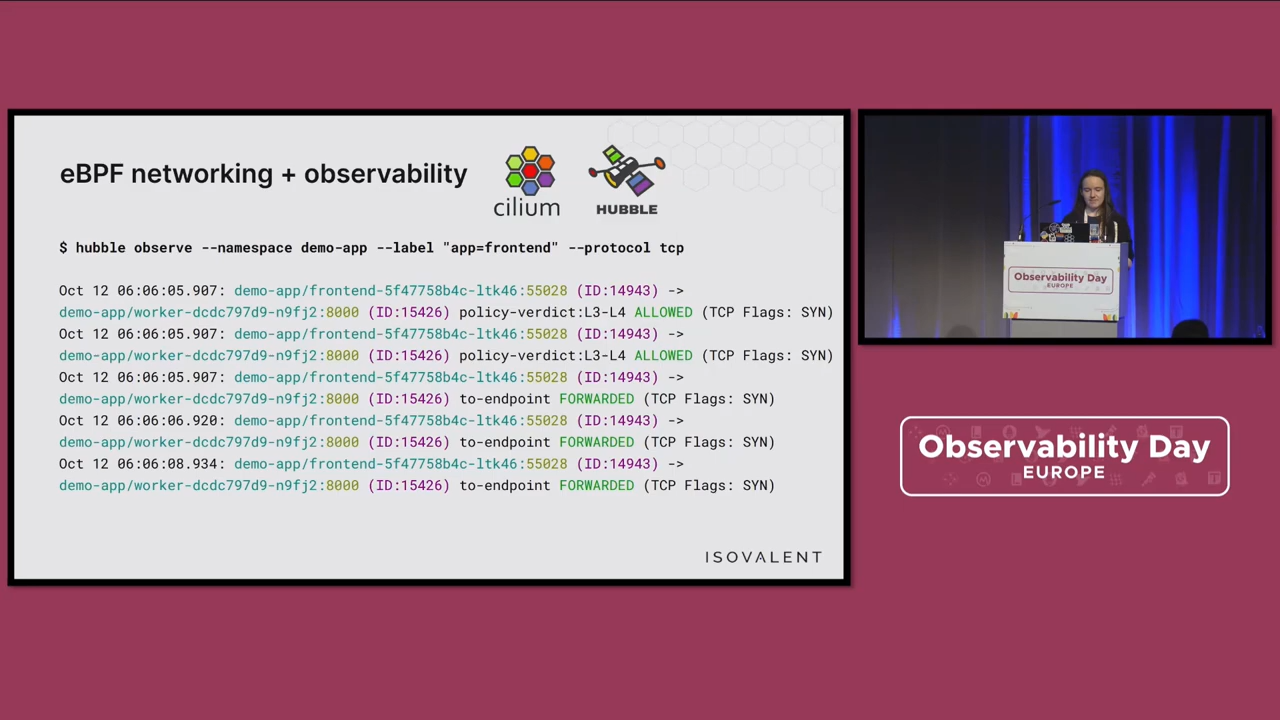 eBPF networking + observability
cilium
HUBBLE
$ hubble observe --namespace demo-app --label "app=frontend" --protocol tcp
Oct 12 06:06:05.907: demo-app/frontend-5f47758b4c-ltk46:55028 (ID:14943) ->
demo-app/worker-dcdc797d9-n9fj2:8000 (ID:15426) policy-verdict:L3-L4 ALLOWED (TCP Flags: SYN)
Oct 12 06:06:05.907: demo-app/frontend-5f47758b4c-ltk46:55028 (ID:14943) ->
demo-app/worker-dcdc797d9-n9fj2:8000 (ID:15426) policy-verdict:L3-L4 ALLOWED (TCP Flags: SYN)
Oct 12 06:06:05.907: demo-app/frontend-5f47758b4c-ltk46:55028 (ID:14943) ->
demo-app/worker-dcdc797d9-n9fj2:8000 (ID:15426) to-endpoint FORWARDED (TCP Flags: SYN)
Oct 12 06:06:06.920: demo-app/frontend-5f47758b4c-ltk46:55028 (ID:14943) ->
demo-app/worker-dcdc797d9-n9fj2:8000 (ID:15426) to-endpoint FORWARDED (TCP Flags: SYN)
Oct 12 06:06:08.934: demo-app/frontend-5f47758b4c-ltk46:55028 (ID:14943) ->
demo-app/worker-dcdc797d9-n9fj2:8000 (ID:15426) to-endpoint FORWARDED (TCP Flags: SYN)
ISOVALENT
Observability Day
EUROPE
Observability Day
EUROPE